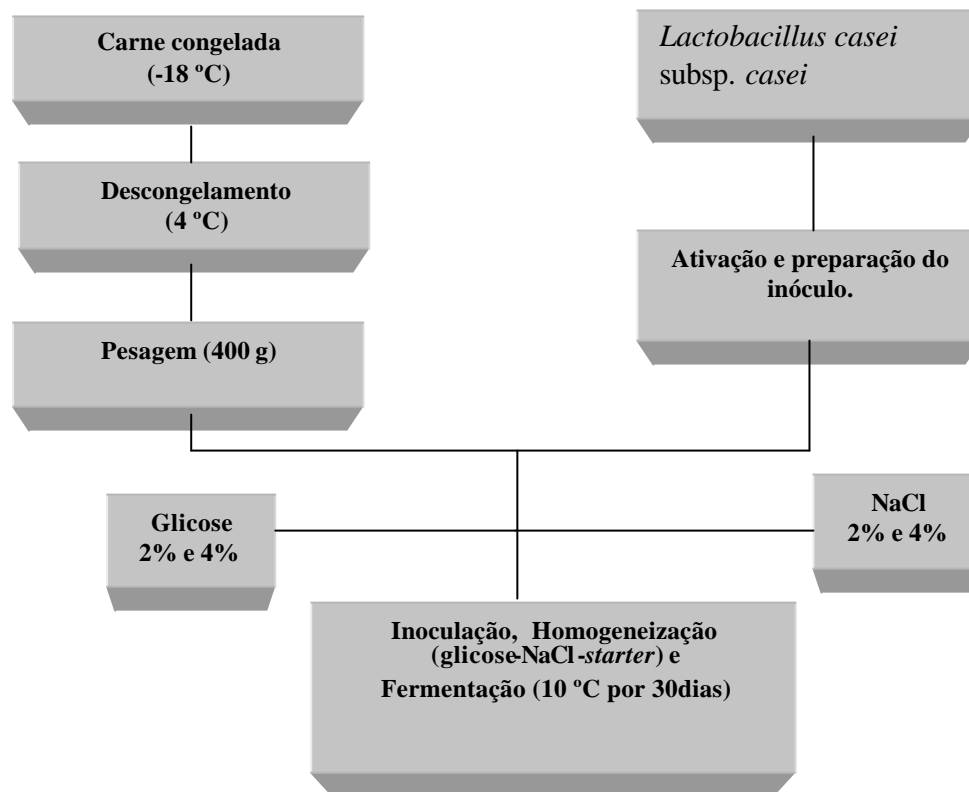 Carne congelada
(-18 ºC)
Lactobacillus casei
subsp. casei
Descongelamento
(4 ºC)
Ativação e preparação do
inóculo.
Pesagem (400 g)
Glicose
2% e 4%
NaCl
2% e 4%
Inoculação, Homogeneização
(glicose-NaCl-starter) e
Fermentação (10 ºC por 30dias)